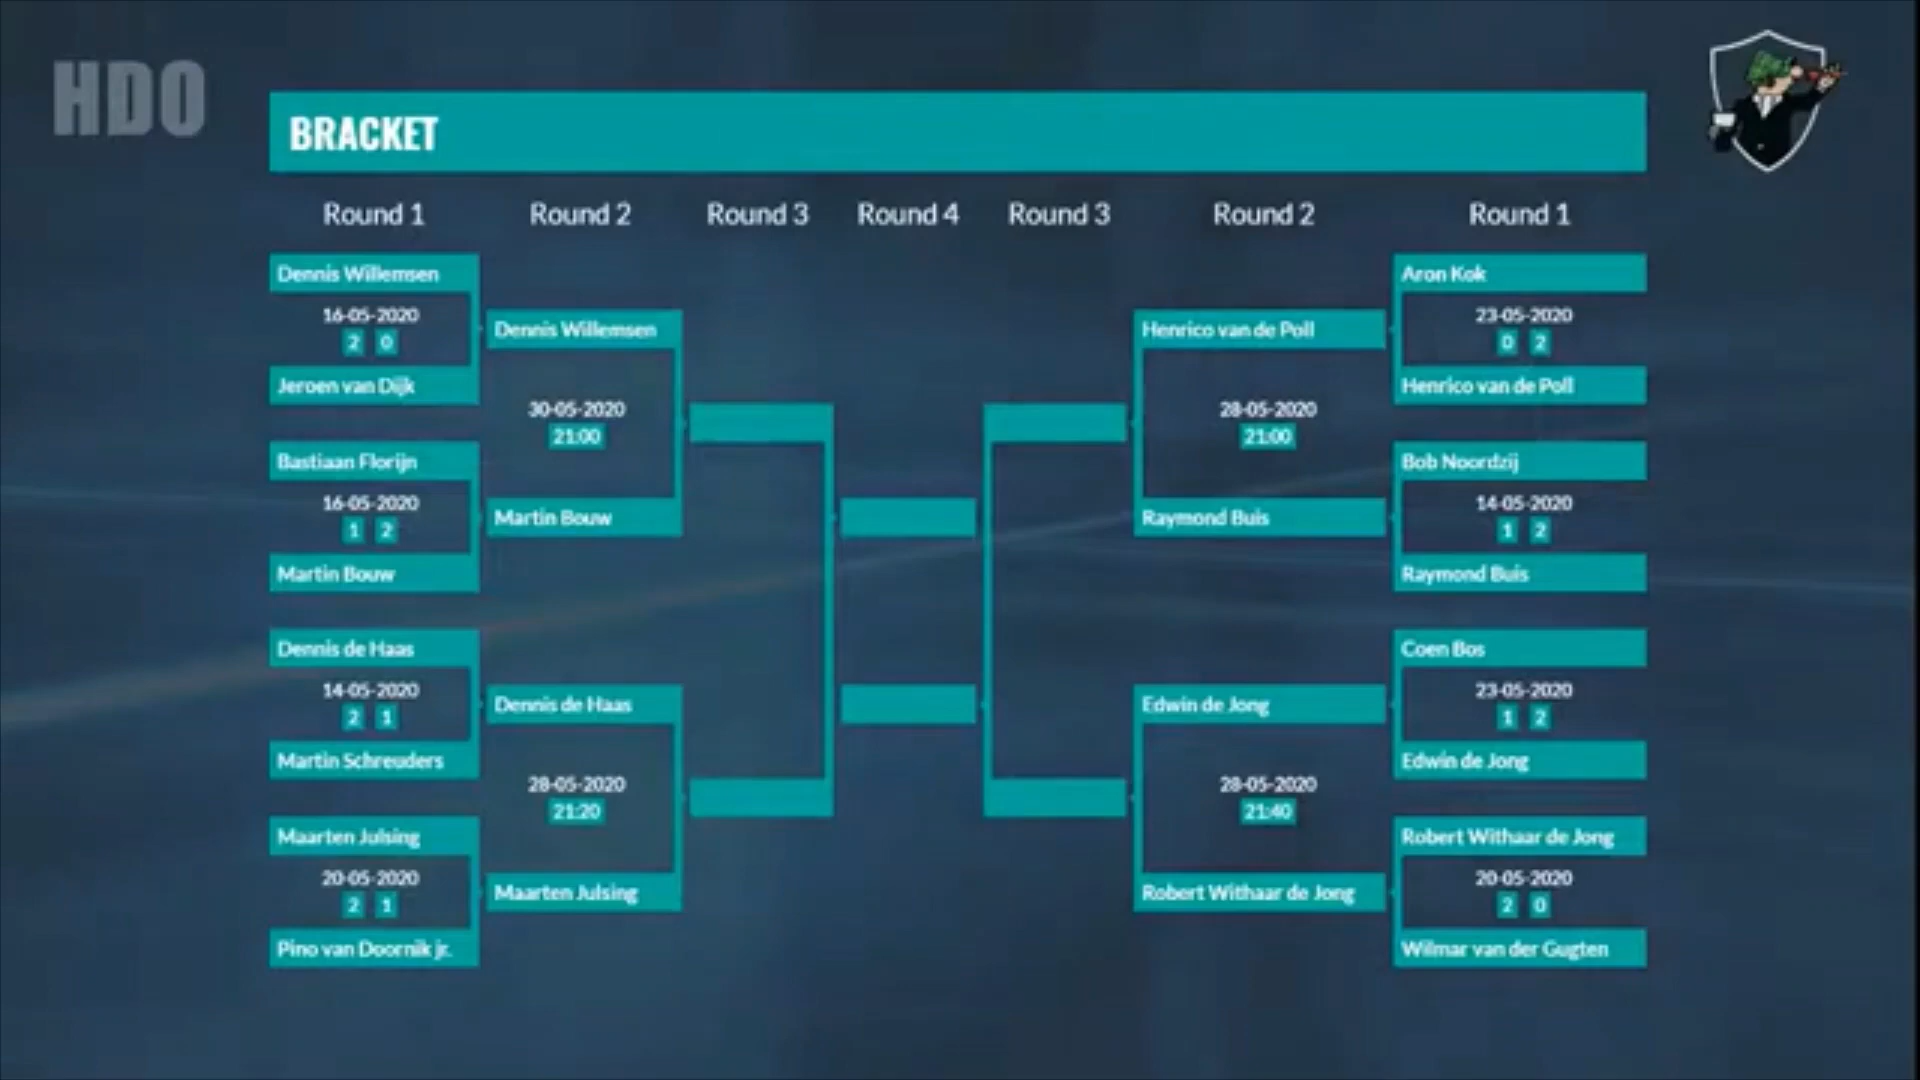 HDO
BRACKET
Round 1 Round 2 Round 3 Round 4 Round 3 Round 2 Round 1
Dennis Willemsen
16-05-2020
2 0
Jeroen van Dijk
Bastiaan Florijn
16-05-2020
1 2
Martin Bouw
Dennis de Haas
14-05-2020
2 1
Martin Schreuders
Maarten Julsing
20-05-2020
2 1
Pino van Doornik jr.
Dennis Willemsen
30-05-2020
21:00
Martin Bouw
Dennis de Haas
28-05-2020
21:20
Maarten Julsing
Henrico van de Poll
28-05-2020
21:00
Raymond Buis
Edwin de Jong
28-05-2020
21:40
Robert Withaar de Jong
Aron Kok
23-05-2020
0 2
Henrico van de Poll
Bob Noordzij
14-05-2020
1 2
Raymond Buis
Coen Bos
23-05-2020
1 2
Edwin de Jong
Robert Withaar de Jong
20-05-2020
2 0
Wilmar van der Gugten